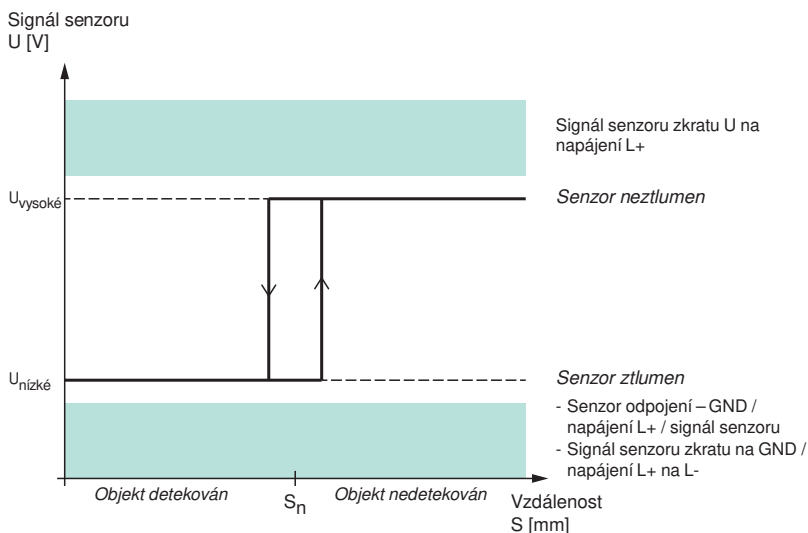 Signál senzoru
U [V]
Signál senzoru zkratu U na
napájení L+
Uvysoké
Senzor neztlumen
Unízké
Senzor ztlumen
- Senzor odpojení – GND /
napájení L+ / signál senzoru
- Signál senzoru zkratu na GND /
napájení L+ na L-
Objekt detekován
Sn
Objekt nedetekován
Vzdálenost
S [mm]